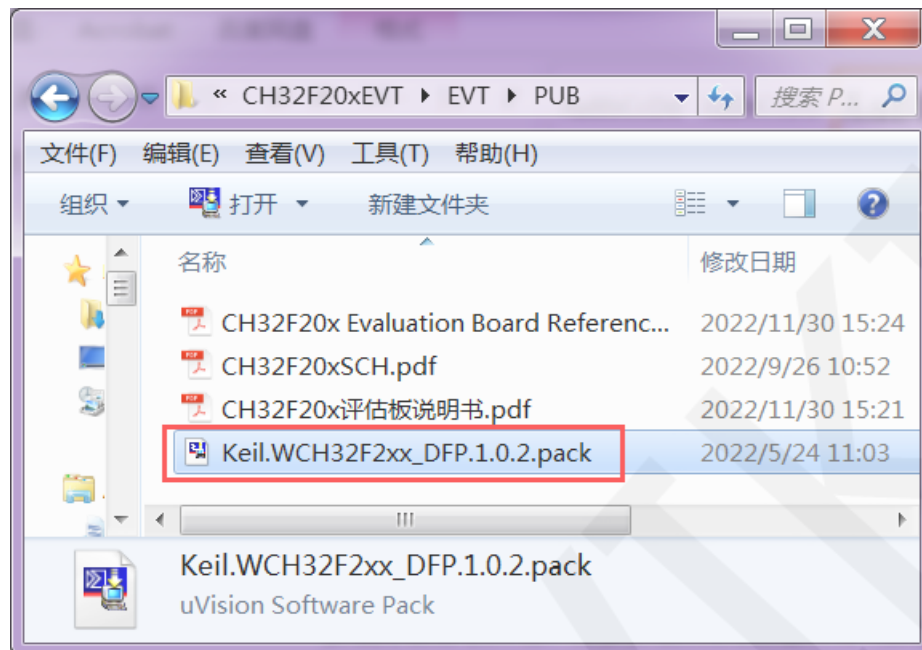 « CH32F20xEVT ▸ EVT ▸ PUB
搜索 P...
文件(F) 编辑(E) 查看(V) 工具(T) 帮助(H)
组织 打开 新建文件夹
名称 修改日期
CH32F20x Evaluation Board Referenc... 2022/11/30 15:24
CH32F20xSCH.pdf 2022/9/26 10:52
CH32F20x评估板说明书.pdf 2022/11/30 15:21
Keil.WCH32F2xx_DFP.1.0.2.pack 2022/5/24 11:03
Keil.WCH32F2xx_DFP.1.0.2.pack
uVision Software Pack